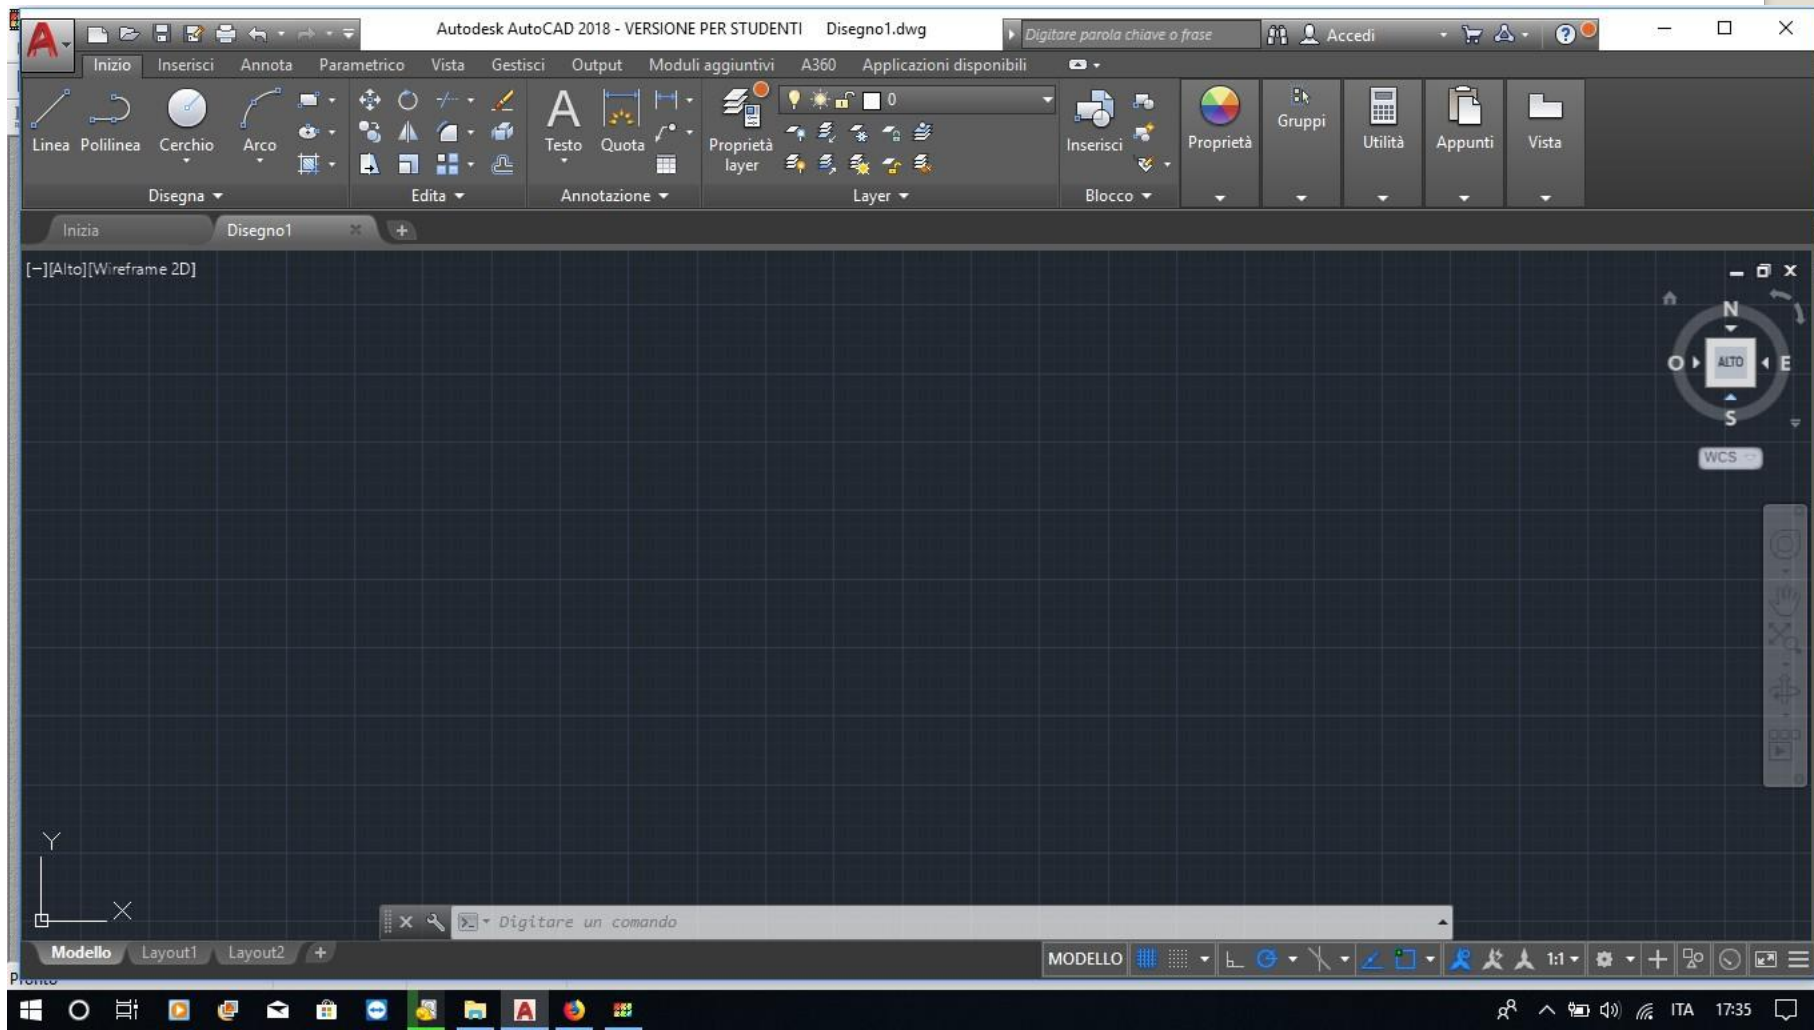 Autodesk AutoCAD 2018 - VERSIONE PER STUDENTI Disegno1.dwg
Digitare parola chiave o frase
Accedi
Inizio Inserisci Annota Parametrico Vista Gestisci Output Moduli aggiuntivi A360 Applicazioni disponibili
0
Linea Polilinea Cerchio Arco
Testo Quota
Proprietà layer
Inserisci
Proprietà
Gruppi
Utilità
Appunti
Vista
Disegna Edita Annotazione Layer Blocco
Inizia Disegno1
[−][Alto][Wireframe 2D]
N
O ALTO E
S
WCS
Y
X
Digitare un comando
Modello Layout1 Layout2
MODELLO 1:1
Pronto
ITA 17:35